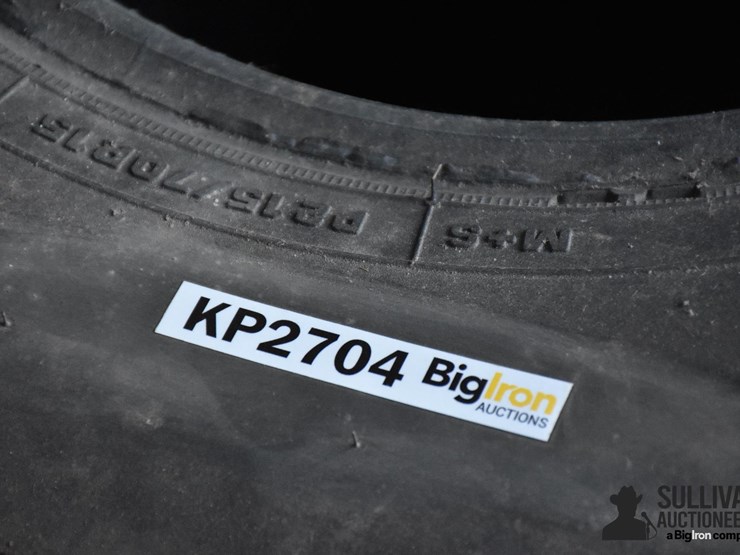 P215/70R15
M+S
KP2704 BigIron
AUCTIONS
SULLIVA
AUCTIONEE
a BigIron comp